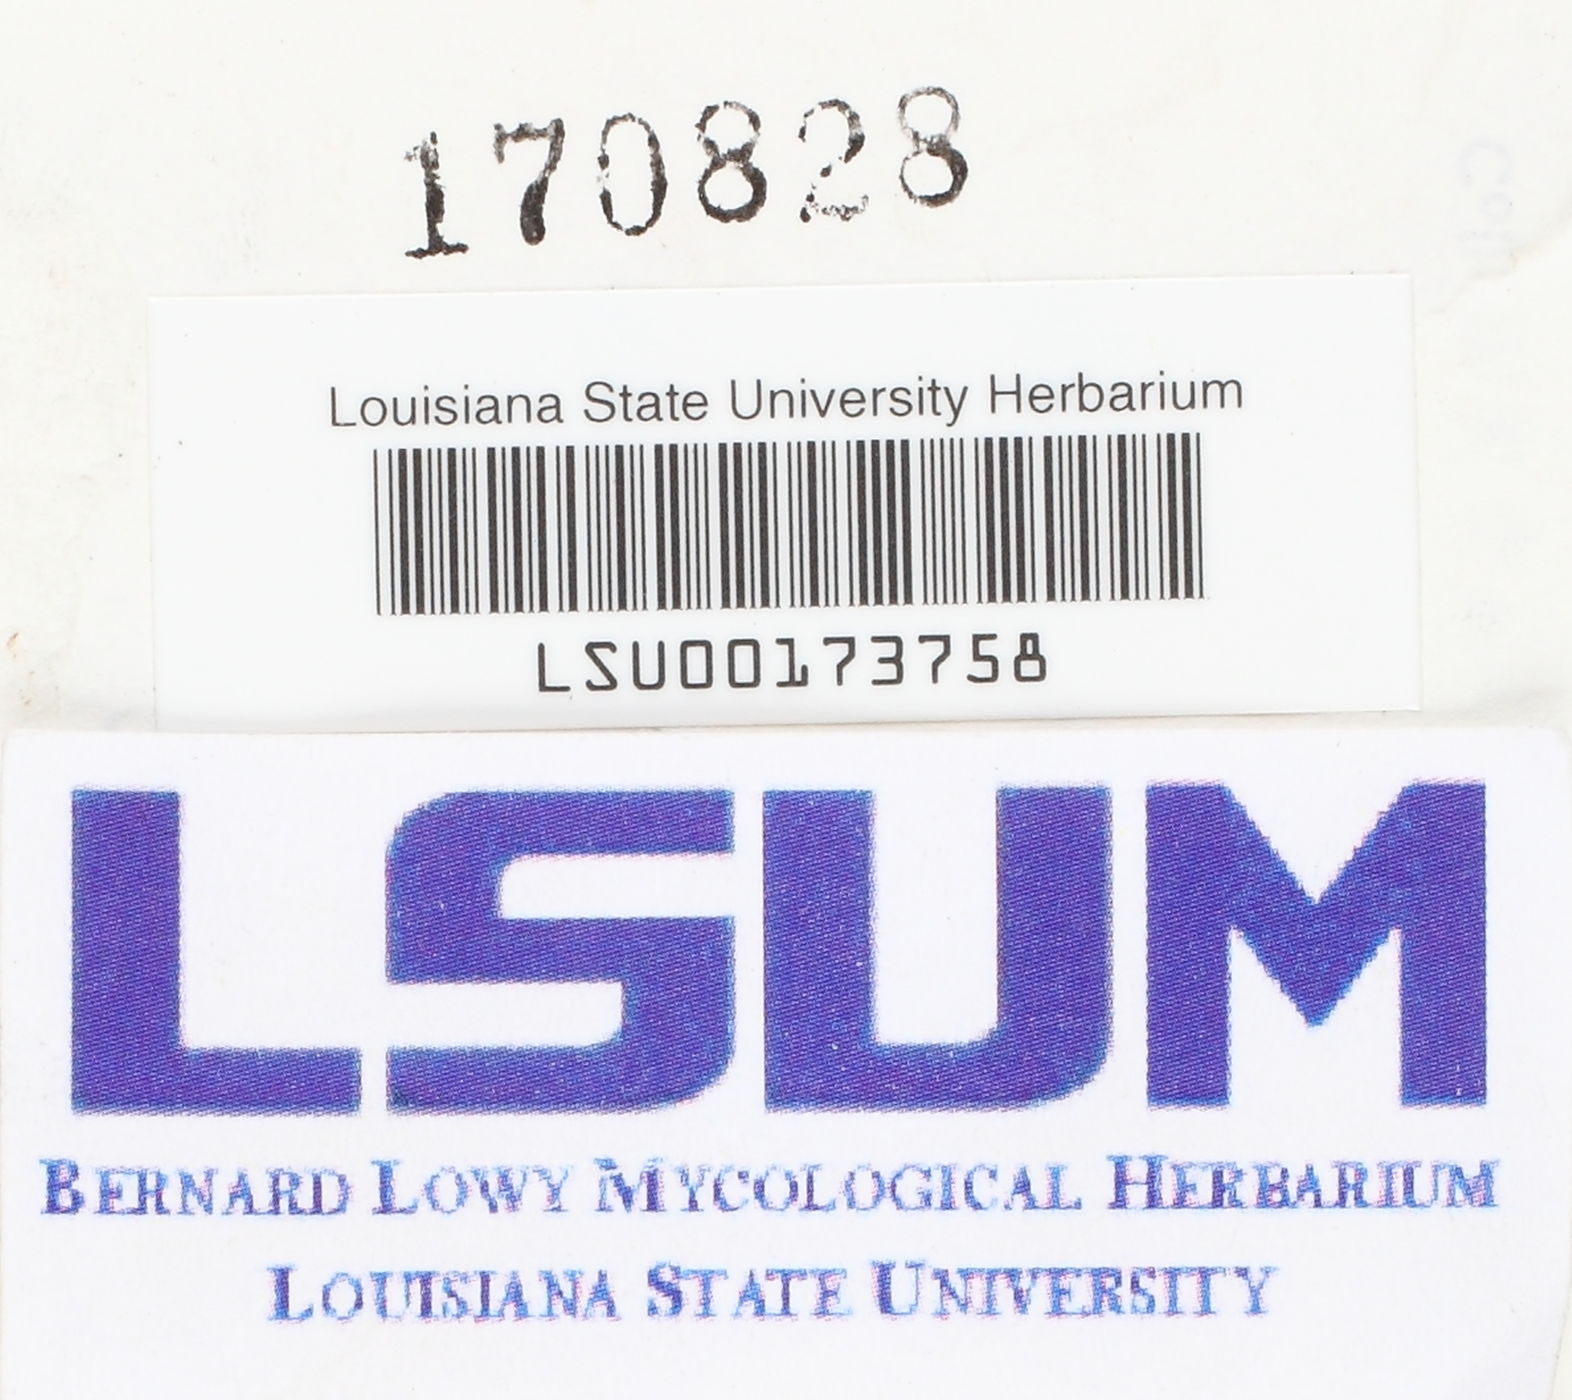 170828
Louisiana State University Herbarium
LSU00173758
LSUM
BERNARD LOWY MYCOLOGICAL HERBARIUM
LOUISIANA STATE UNIVERSITY